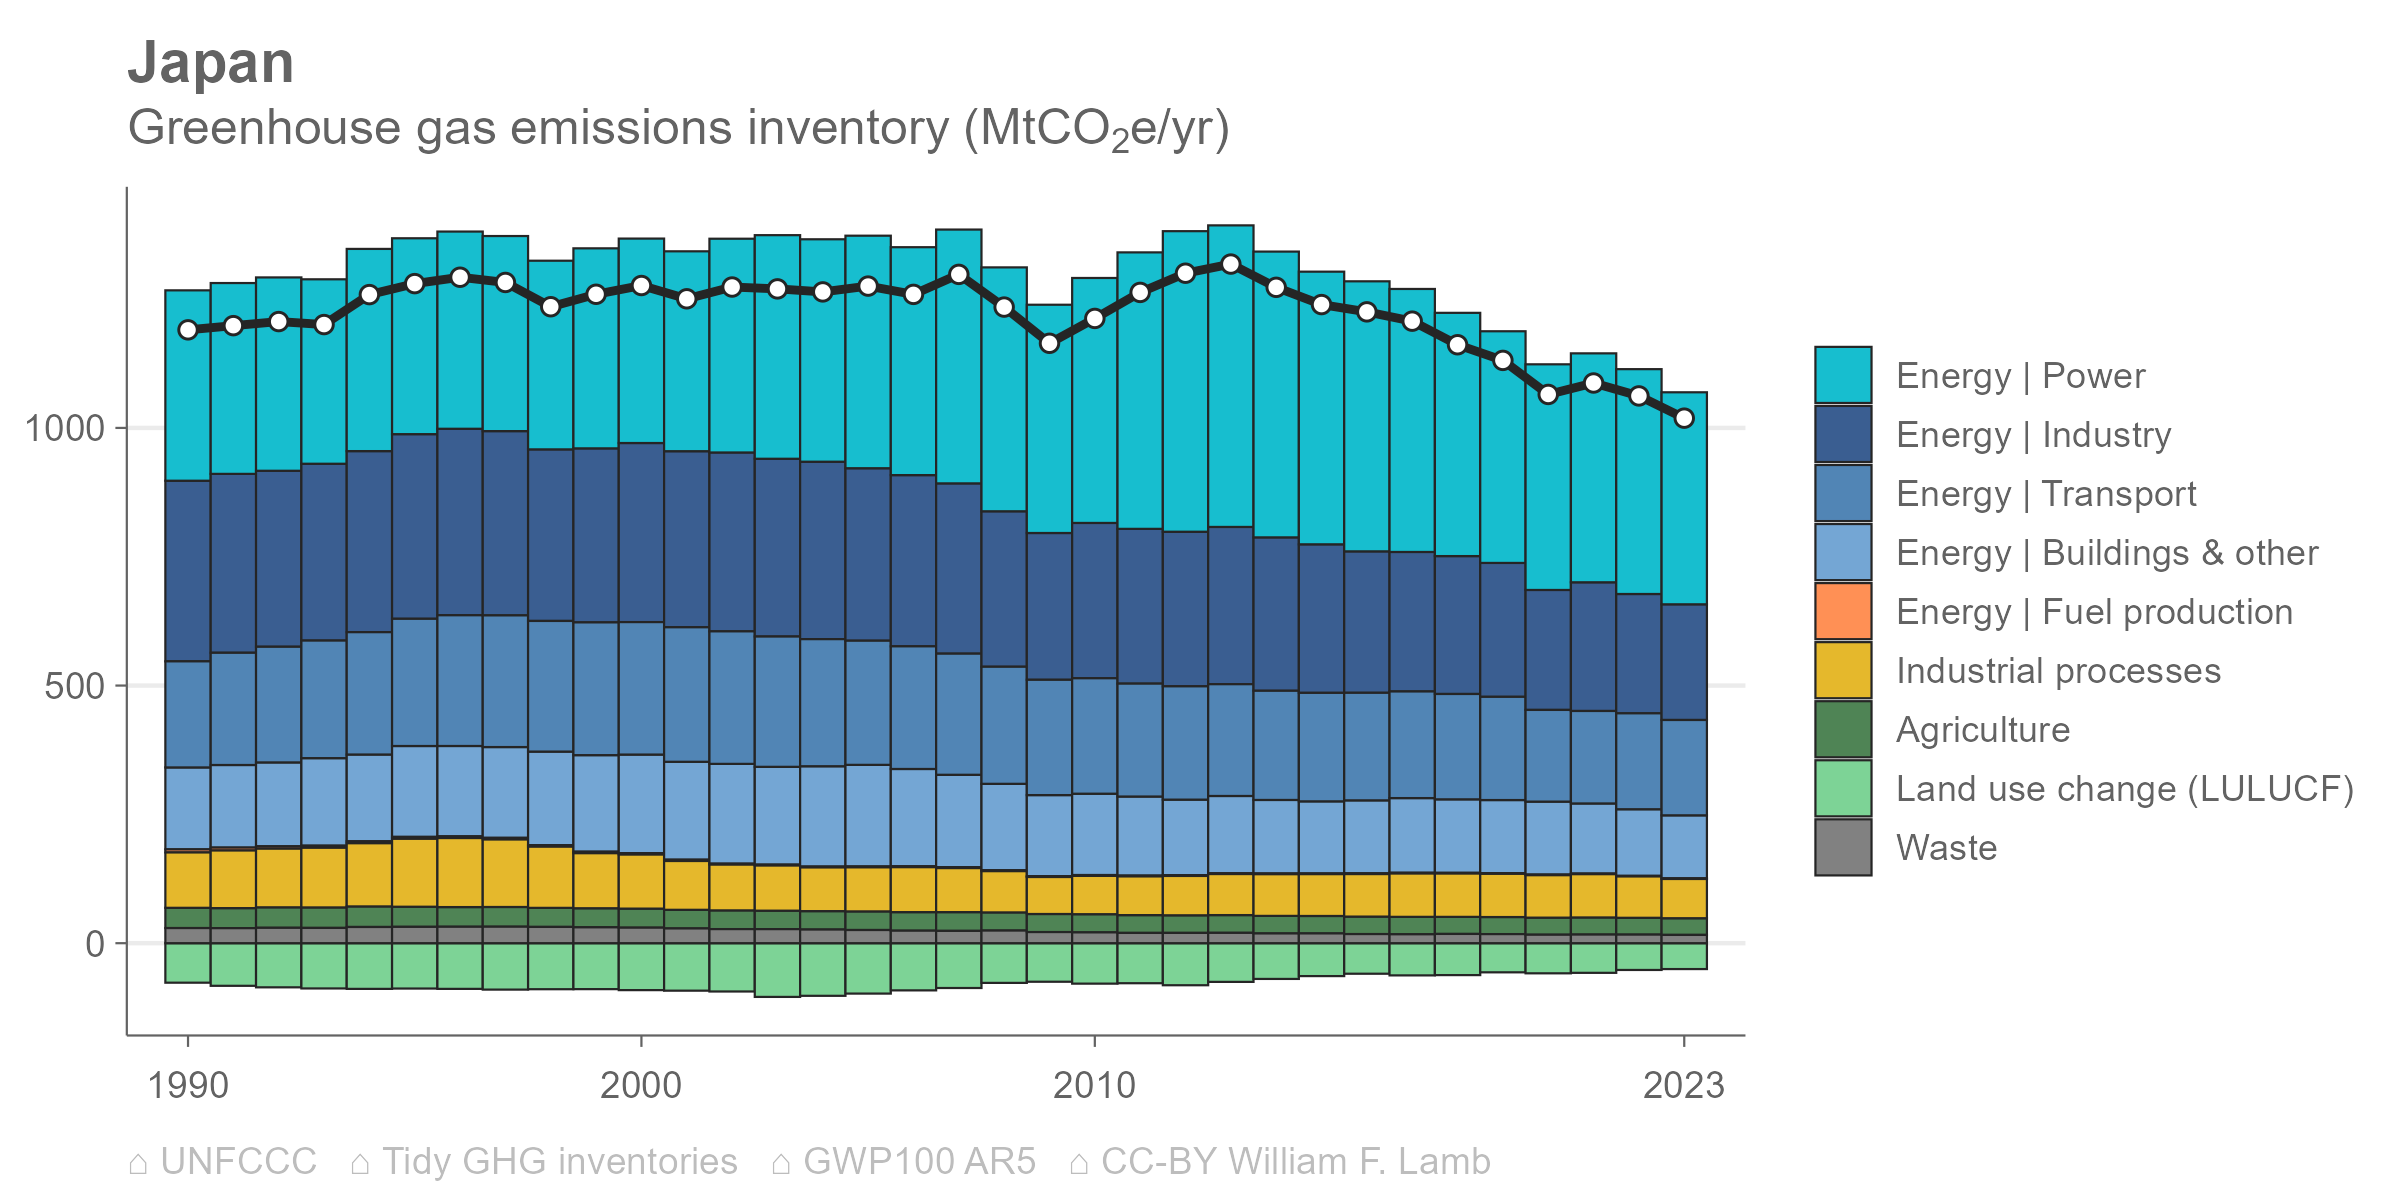 Japan
Greenhouse gas emissions inventory (MtCO₂e/yr)
1000
500
0
1990
2000
2010
2023
Energy | Power
Energy | Industry
Energy | Transport
Energy | Buildings & other
Energy | Fuel production
Industrial processes
Agriculture
Land use change (LULUCF)
Waste
⌂ UNFCCC ⌂ Tidy GHG inventories ⌂ GWP100 AR5 ⌂ CC-BY William F. Lamb